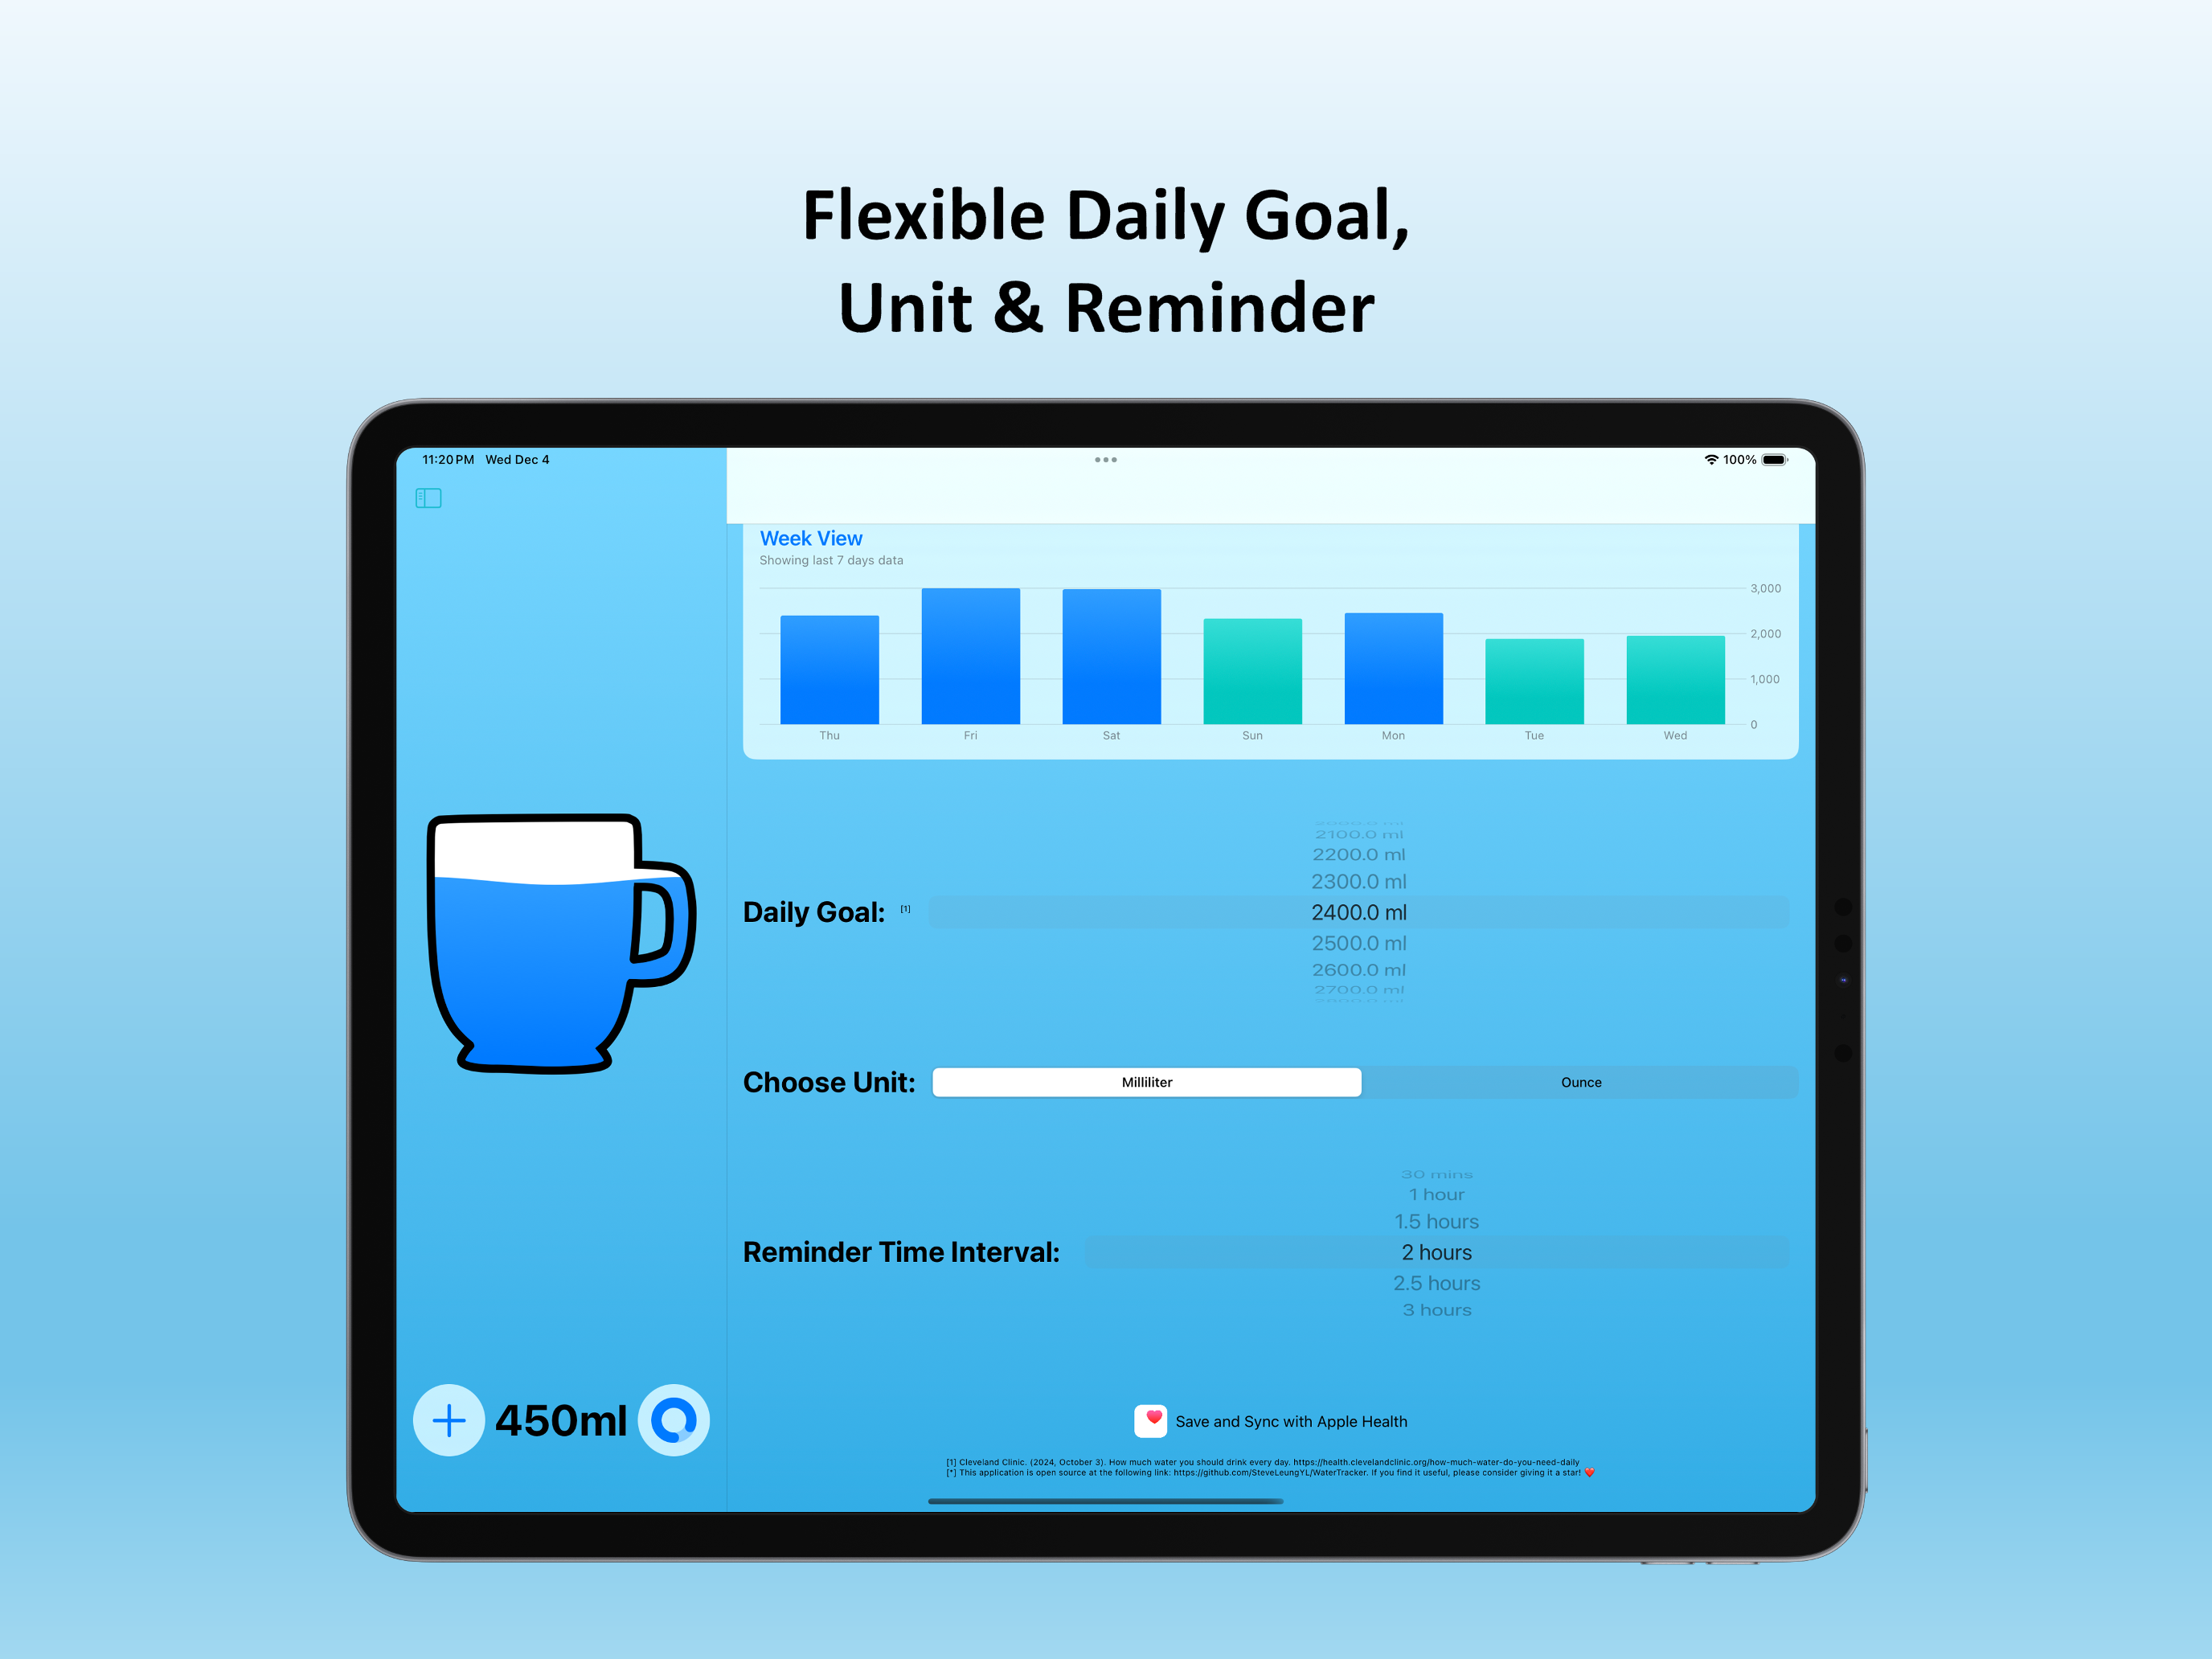 Flexible Daily Goal,
Unit & Reminder
11:20 PM Wed Dec 4
100%
Week View
Showing last 7 days data
3,000
2,000
1,000
0
Thu Fri Sat Sun Mon Tue Wed
2100.0 ml
2200.0 ml
2300.0 ml
Daily Goal: [1] 2400.0 ml
2500.0 ml
2600.0 ml
2700.0 ml
Choose Unit: Milliliter Ounce
30 mins
1 hour
1.5 hours
Reminder Time Interval: 2 hours
2.5 hours
3 hours
450ml
Save and Sync with Apple Health
[1] Cleveland Clinic. (2024, October 3). How much water you should drink every day. https://health.clevelandclinic.org/how-much-water-do-you-need-daily
[*] This application is open source at the following link: https://github.com/SteveLeungYL/WaterTracker. If you find it useful, please consider giving it a star! ❤️